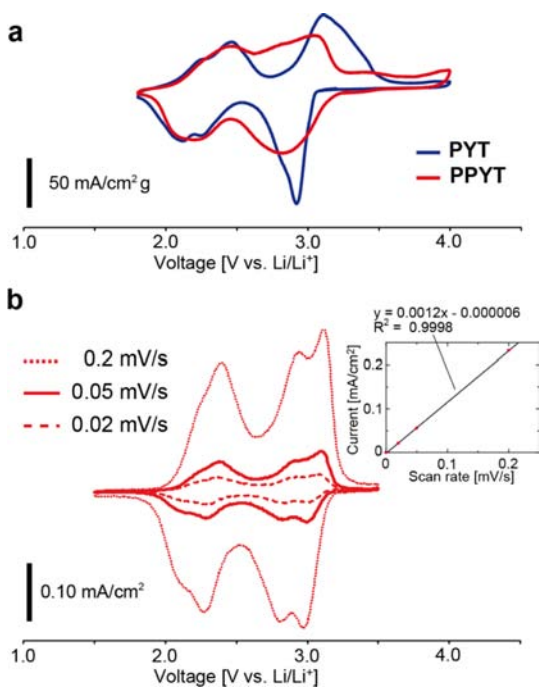 a
PYT
PPYT
50 mA/cm² g
1.0 2.0 3.0 4.0
Voltage [V vs. Li/Li⁺]
b
0.2 mV/s
0.05 mV/s
0.02 mV/s
y = 0.0012x - 0.000006
R² = 0.9998
Current [mA/cm²]
0.2
0.1
0
0 0.1 0.2
Scan rate [mV/s]
0.10 mA/cm²
1.0 2.0 3.0 4.0
Voltage [V vs. Li/Li⁺]